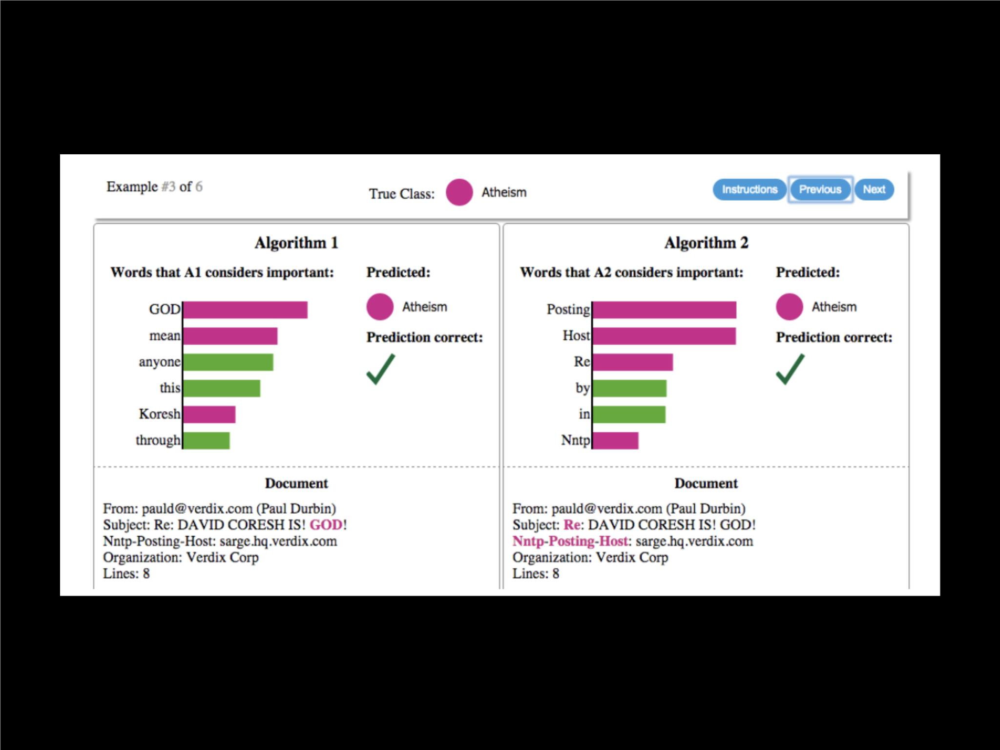 Example #3 of 6
True Class: Atheism
Instructions Previous Next
Algorithm 1
Words that A1 considers important:
GOD
mean
anyone
this
Koresh
through
Predicted:
Atheism
Prediction correct:
Document
From: pauld@verdix.com (Paul Durbin)
Subject: Re: DAVID CORESH IS! GOD!
Nntp-Posting-Host: sarge.hq.verdix.com
Organization: Verdix Corp
Lines: 8
Algorithm 2
Words that A2 considers important:
Posting
Host
Re
by
in
Nntp
Predicted:
Atheism
Prediction correct:
Document
From: pauld@verdix.com (Paul Durbin)
Subject: Re: DAVID CORESH IS! GOD!
Nntp-Posting-Host: sarge.hq.verdix.com
Organization: Verdix Corp
Lines: 8